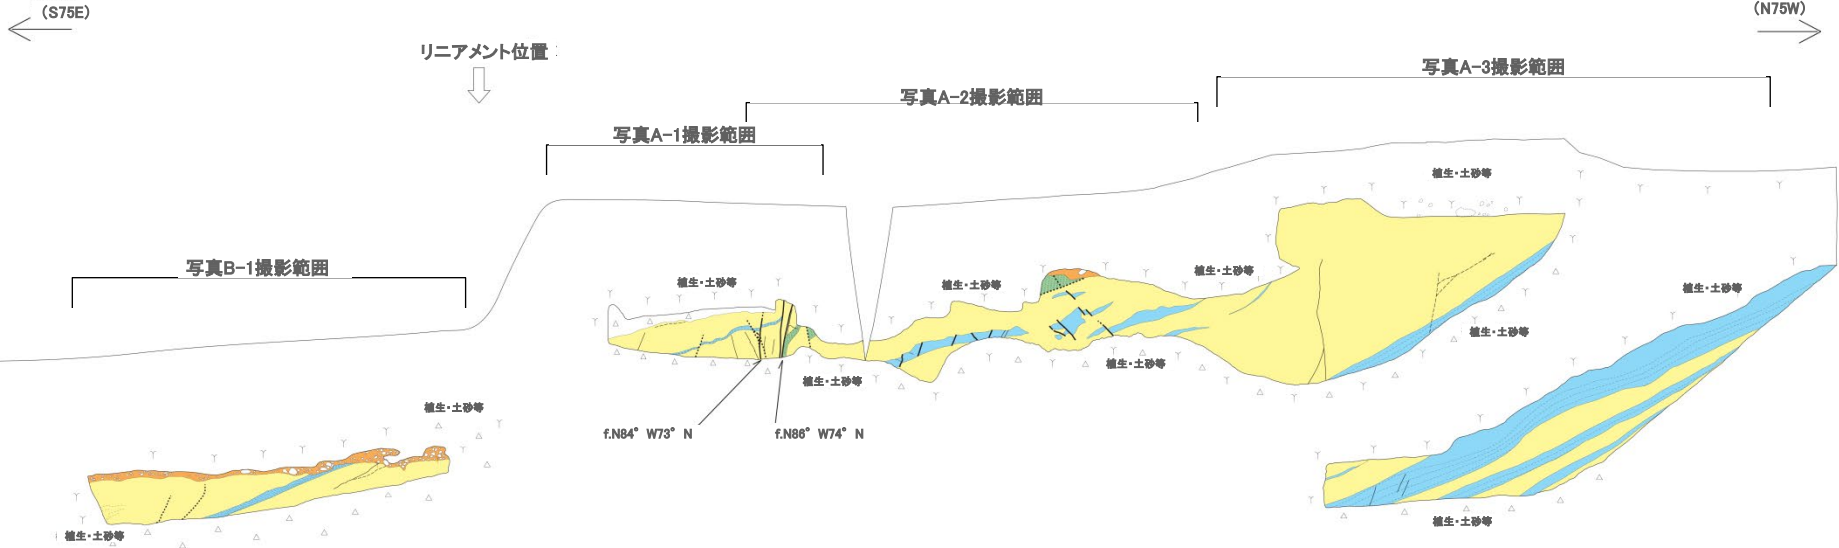 (S75E)
(N75W)
リニアメント位置
写真A-3撮影範囲
写真A-2撮影範囲
写真A-1撮影範囲
写真B-1撮影範囲
植生・土砂等
植生・土砂等
植生・土砂等
植生・土砂等
植生・土砂等
植生・土砂等
植生・土砂等
植生・土砂等
植生・土砂等
f.N84°W73°N
f.N86°W74°N
植生・土砂等
植生・土砂等